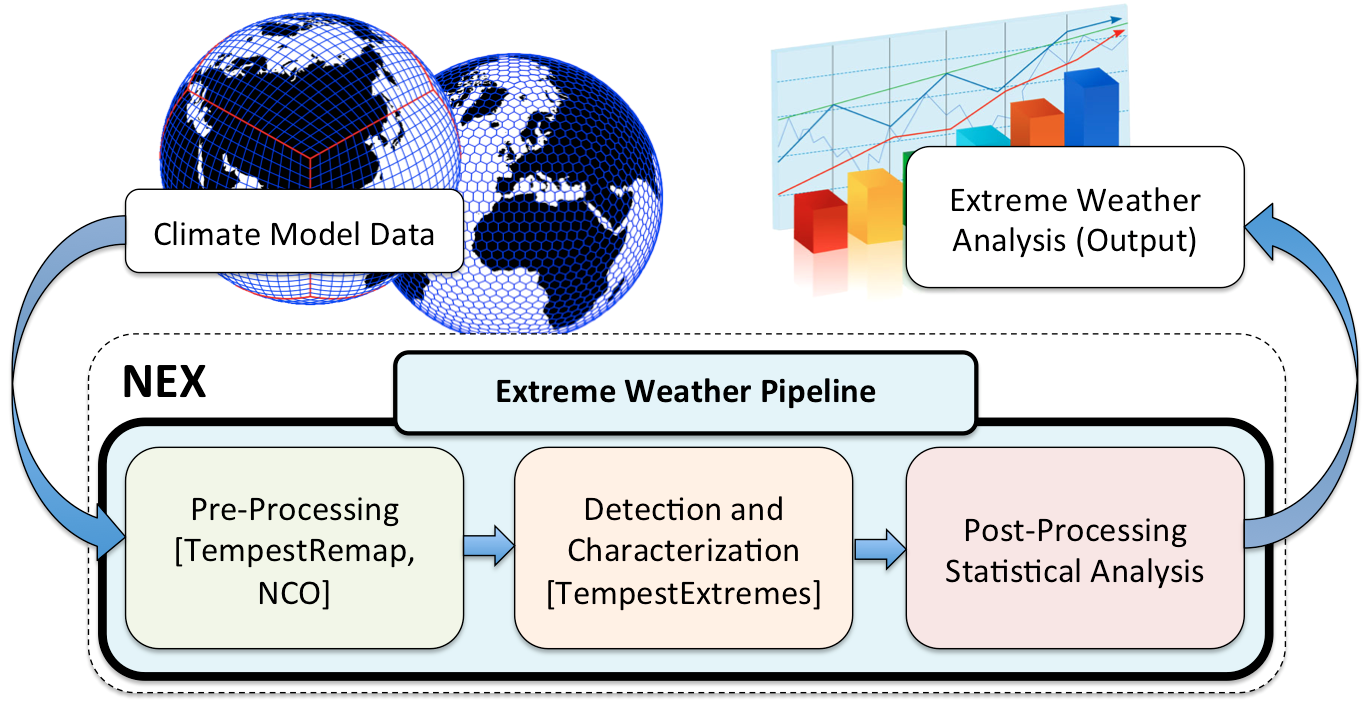 Climate Model Data
Extreme Weather
Analysis (Output)
NEX
Extreme Weather Pipeline
Pre-Processing
[TempestRemap,
NCO]
Detection and
Characterization
[TempestExtremes]
Post-Processing
Statistical Analysis